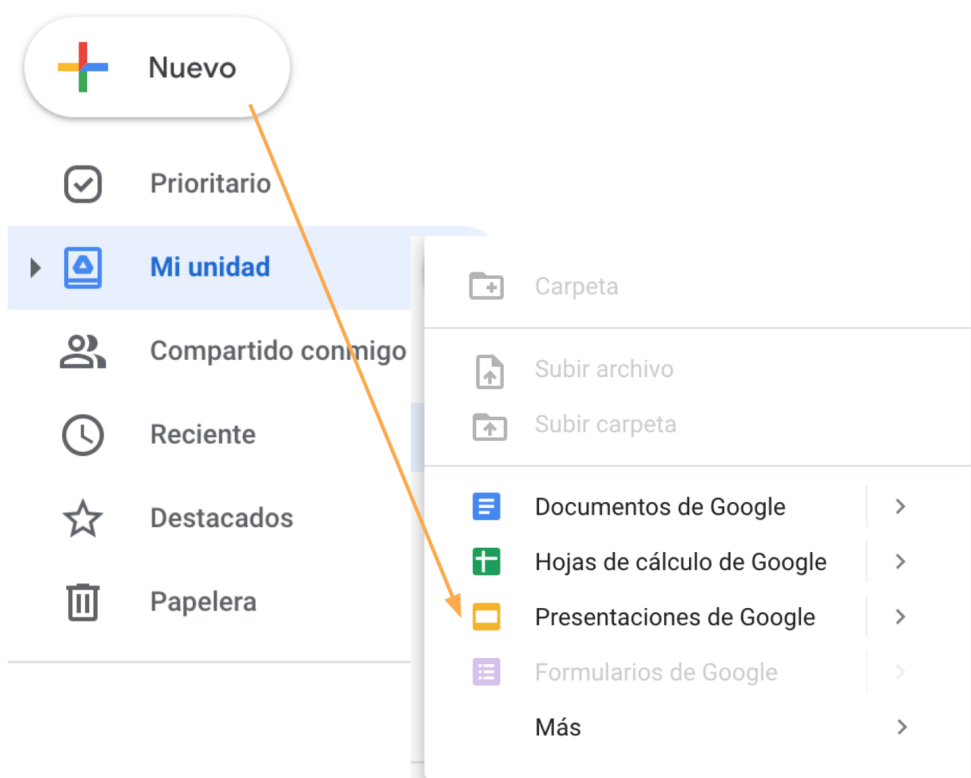 Nuevo
Prioritario
Mi unidad
Compartido conmigo
Reciente
Destacados
Papelera
Carpeta
Subir archivo
Subir carpeta
Documentos de Google
Hojas de cálculo de Google
Presentaciones de Google
Formularios de Google
Más